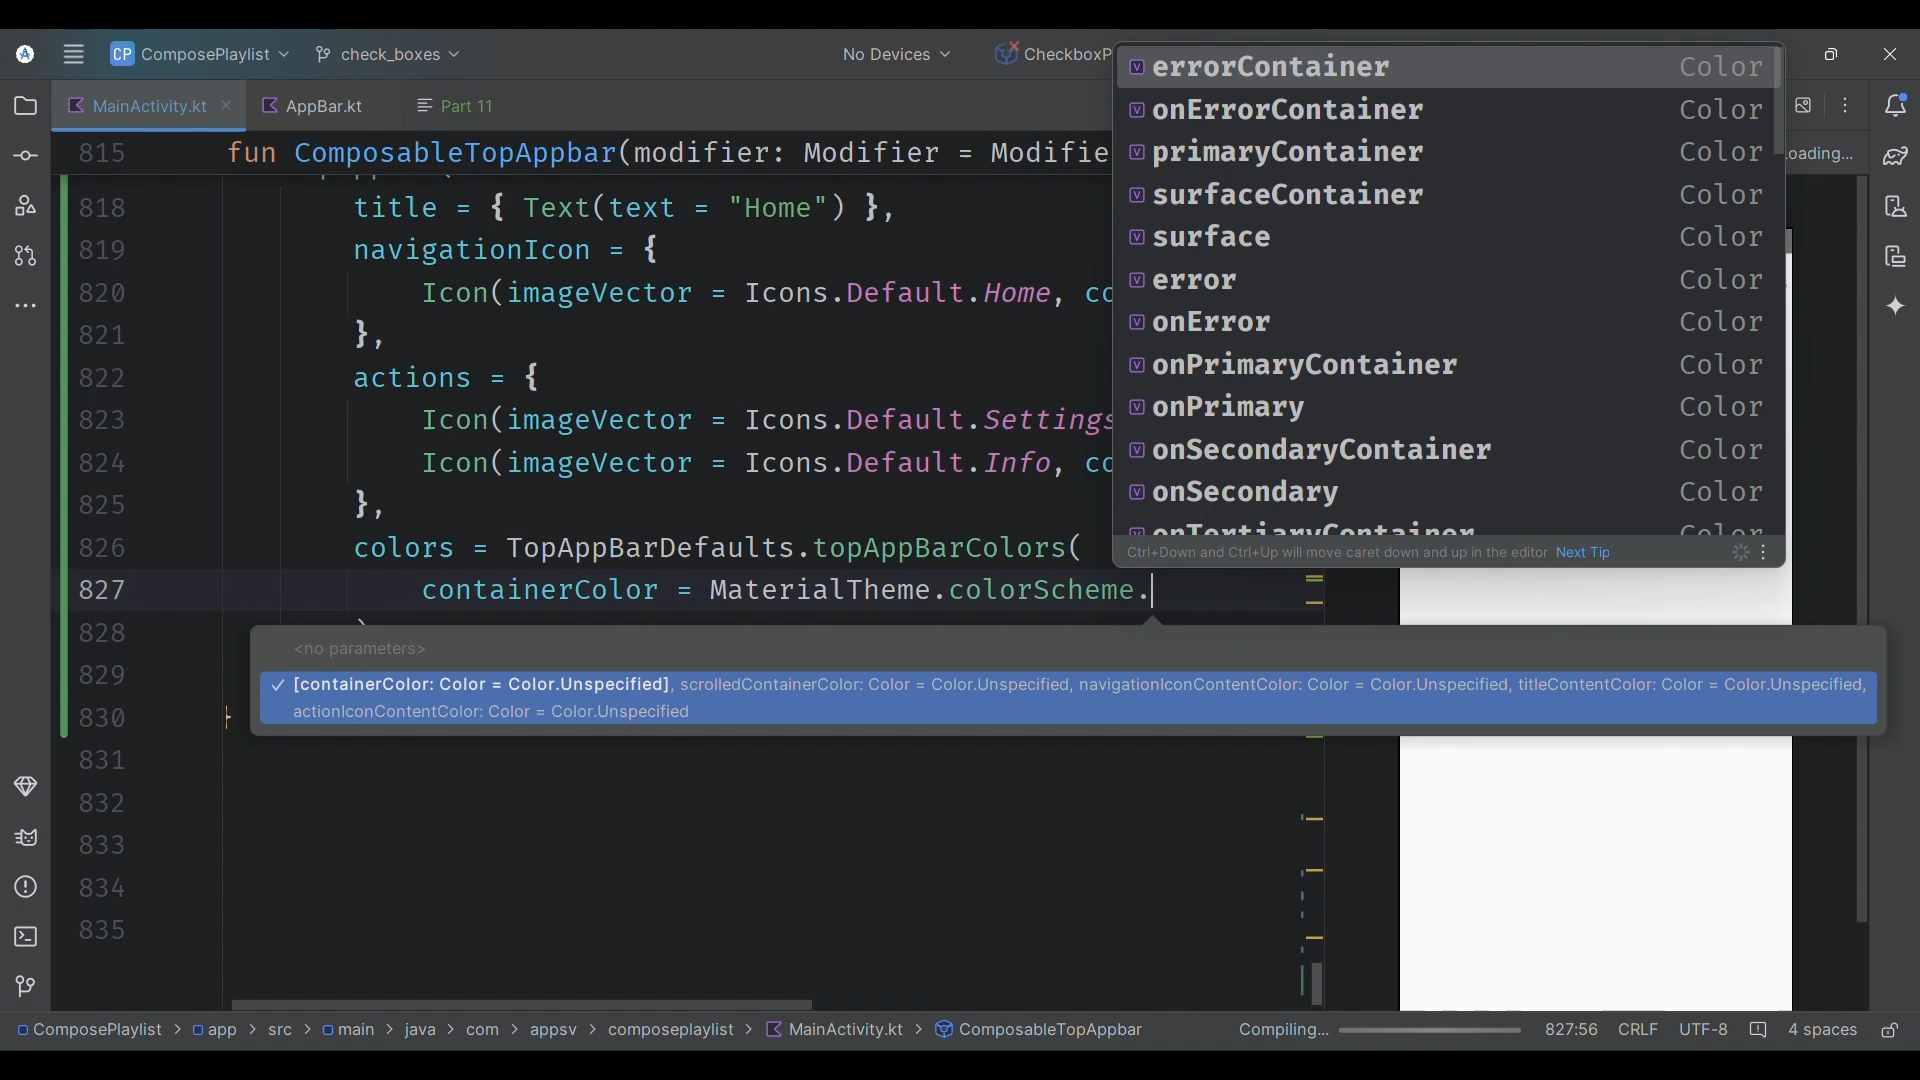 CP ComposePlaylist check_boxes No Devices CheckboxP
MainActivity.kt AppBar.kt Part 11
815 fun ComposableTopAppbar(modifier: Modifier = Modifie
818 title = { Text(text = "Home") },
819 navigationIcon = {
820 Icon(imageVector = Icons.Default.Home, co
821 },
822 actions = {
823 Icon(imageVector = Icons.Default.Settings
824 Icon(imageVector = Icons.Default.Info, co
825 },
826 colors = TopAppBarDefaults.topAppBarColors(
827 containerColor = MaterialTheme.colorScheme.
828
829
830 }
831
832
833
834
835
errorContainer Color
onErrorContainer Color
primaryContainer Color
surfaceContainer Color
surface Color
error Color
onError Color
onPrimaryContainer Color
onPrimary Color
onSecondaryContainer Color
onSecondary Color
onTertiaryContainer Color
Ctrl+Down and Ctrl+Up will move caret down and up in the editor Next Tip
oading...
<no parameters>
[containerColor: Color = Color.Unspecified], scrolledContainerColor: Color = Color.Unspecified, navigationIconContentColor: Color = Color.Unspecified, titleContentColor: Color = Color.Unspecified,
actionIconContentColor: Color = Color.Unspecified
ComposePlaylist > app > src > main > java > com > appsv > composeplaylist > MainActivity.kt > ComposableTopAppbar Compiling... 827:56 CRLF UTF-8 4 spaces